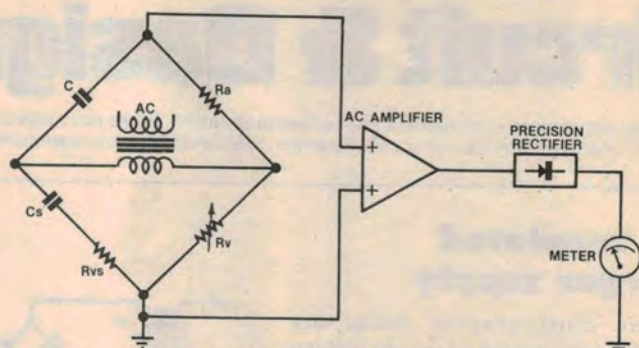 C
Ra
AC
AC AMPLIFIER
PRECISION
RECTIFIER
+
+
Cs
Rvs
Rv
METER